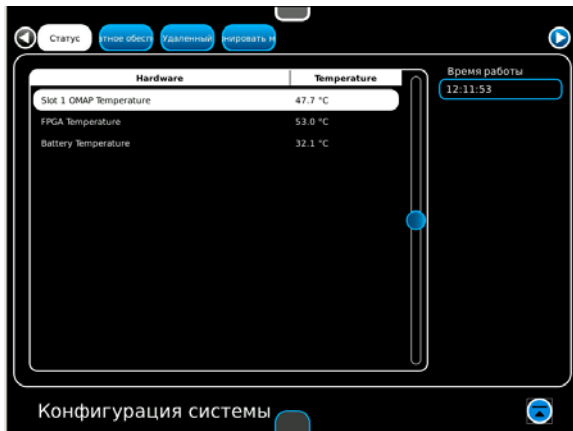 Статус
тное обесп
Удаленный
нировать м
Hardware Temperature
Slot 1 OMAP Temperature 47.7 °C
FPGA Temperature 53.0 °C
Battery Temperature 32.1 °C
Время работы
12:11:53
Конфигурация системы